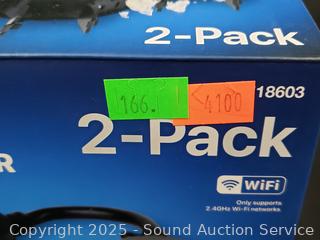 2-Pack
166.
4100
18603
2-Pack
R
WiFi
Only supports
2.4GHz Wi-Fi networks.
Copyright 2025 - Sound Auction Service